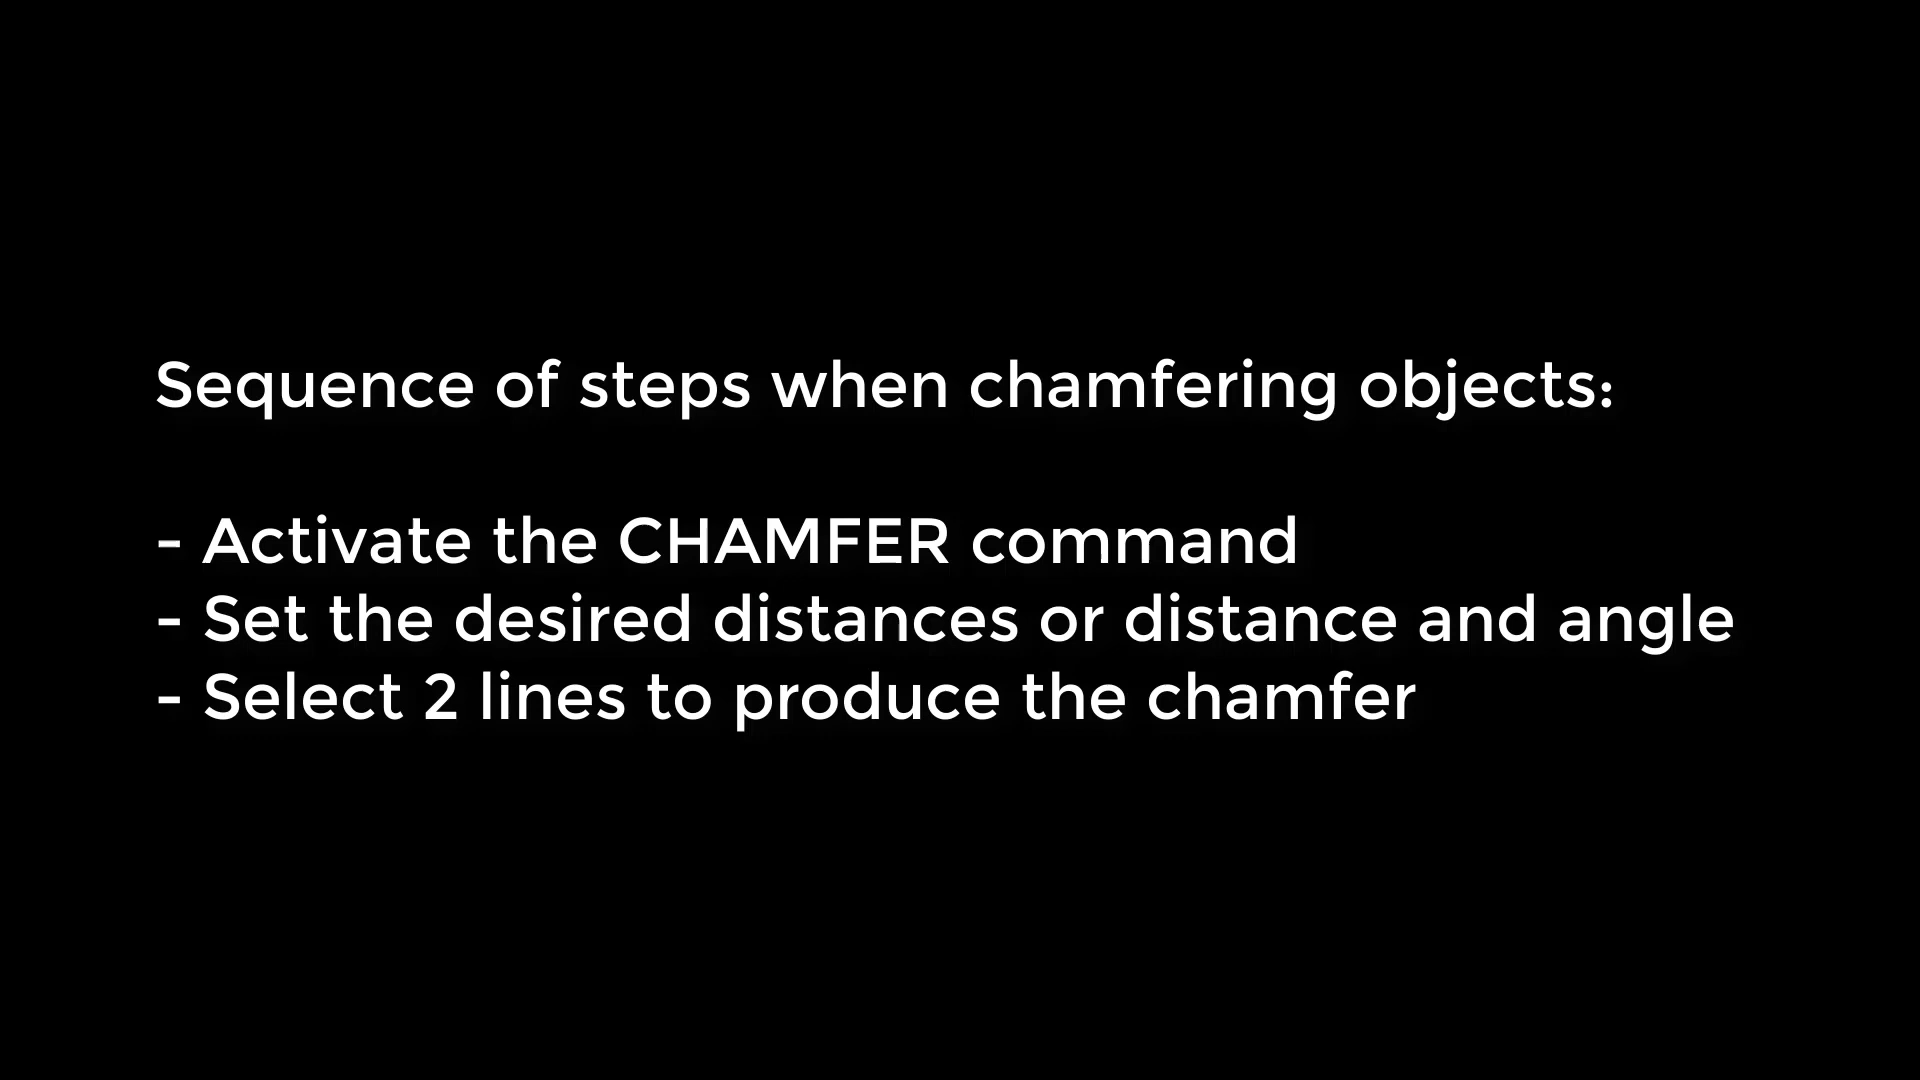 Sequence of steps when chamfering objects:
- Activate the CHAMFER command
- Set the desired distances or distance and angle
- Select 2 lines to produce the chamfer